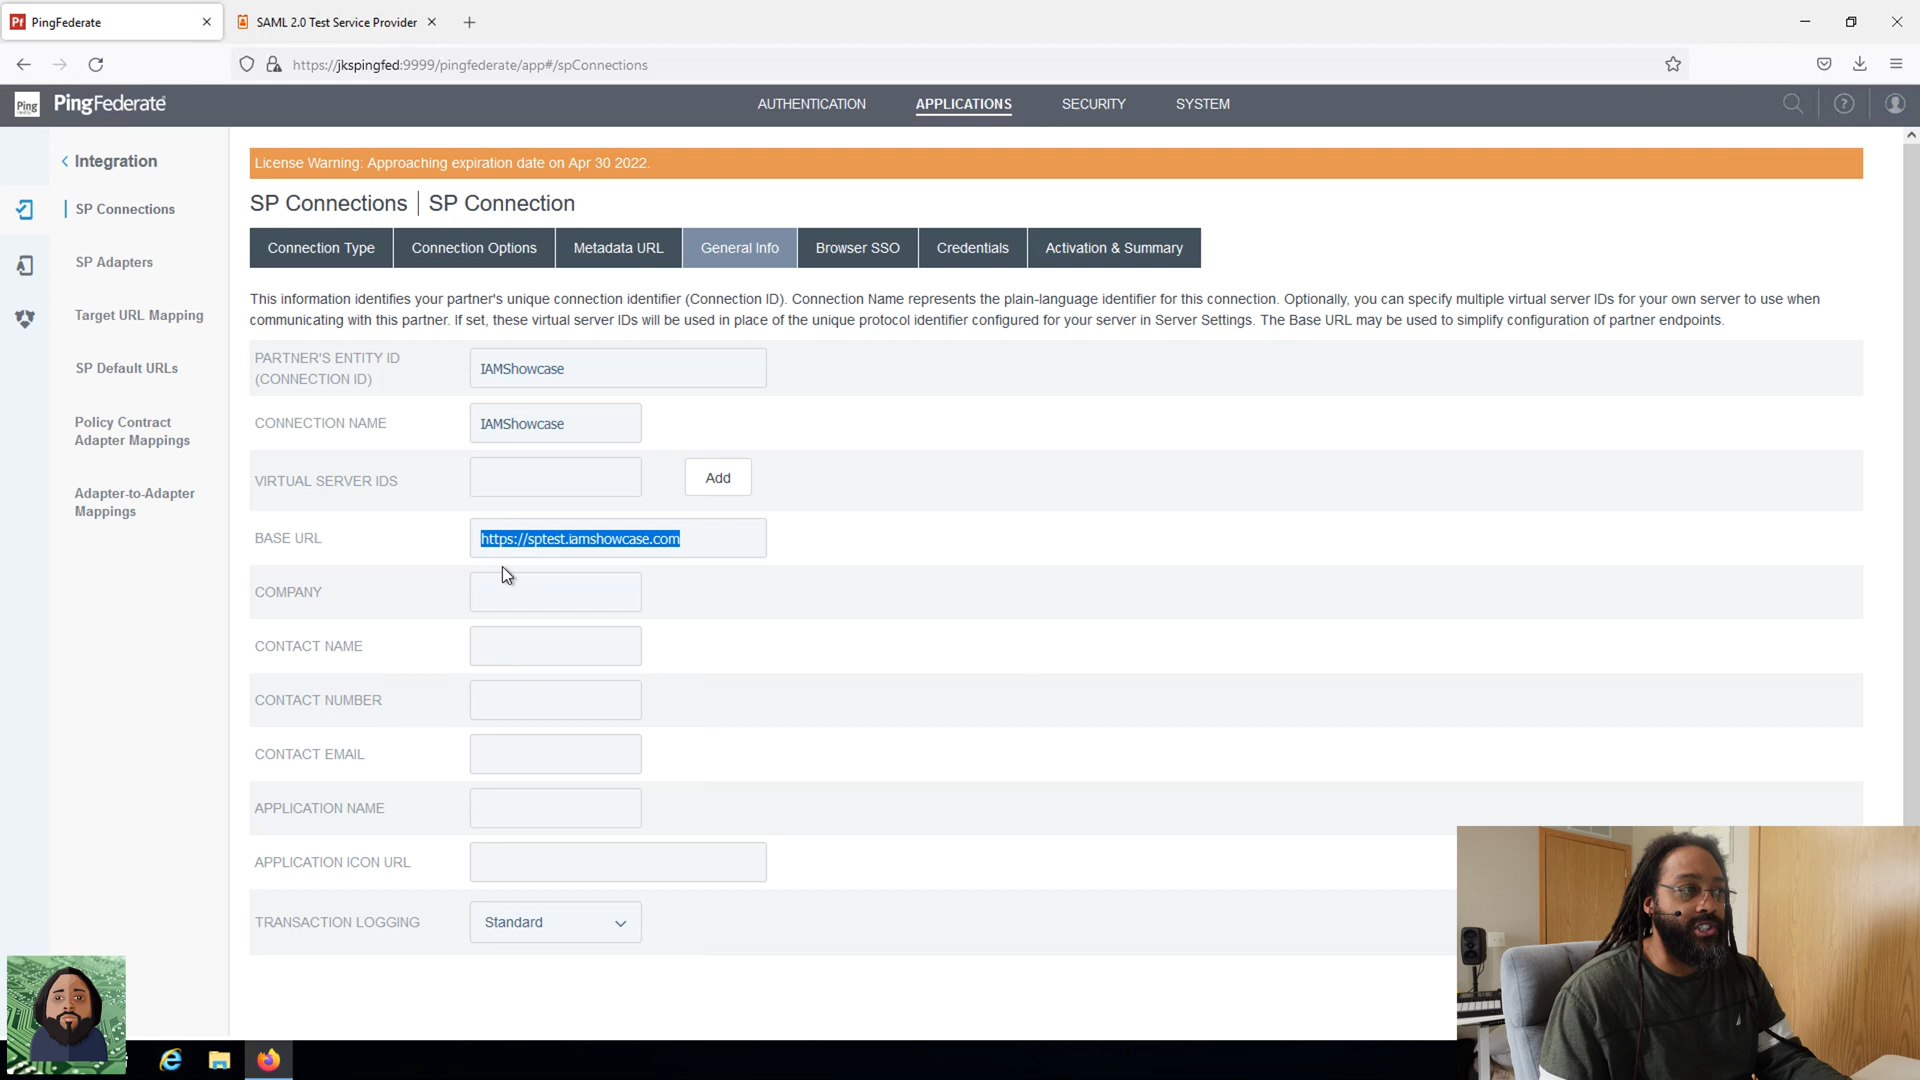 PingFederate
SAML 2.0 Test Service Provider
https://jkspingfed:9999/pingfederate/app#/spConnections
Ping
PingFederate
AUTHENTICATION
APPLICATIONS
SECURITY
SYSTEM
Integration
SP Connections
SP Adapters
Target URL Mapping
SP Default URLs
Policy Contract
Adapter Mappings
Adapter-to-Adapter
Mappings
License Warning: Approaching expiration date on Apr 30 2022.
SP Connections | SP Connection
Connection Type
Connection Options
Metadata URL
General Info
Browser SSO
Credentials
Activation & Summary
This information identifies your partner's unique connection identifier (Connection ID). Connection Name represents the plain-language identifier for this connection. Optionally, you can specify multiple virtual server IDs for your own server to use when
communicating with this partner. If set, these virtual server IDs will be used in place of the unique protocol identifier configured for your server in Server Settings. The Base URL may be used to simplify configuration of partner endpoints.
PARTNER'S ENTITY ID
(CONNECTION ID)
IAMShowcase
CONNECTION NAME
IAMShowcase
VIRTUAL SERVER IDS
Add
BASE URL
https://sptest.iamshowcase.com
COMPANY
CONTACT NAME
CONTACT NUMBER
CONTACT EMAIL
APPLICATION NAME
APPLICATION ICON URL
TRANSACTION LOGGING
Standard